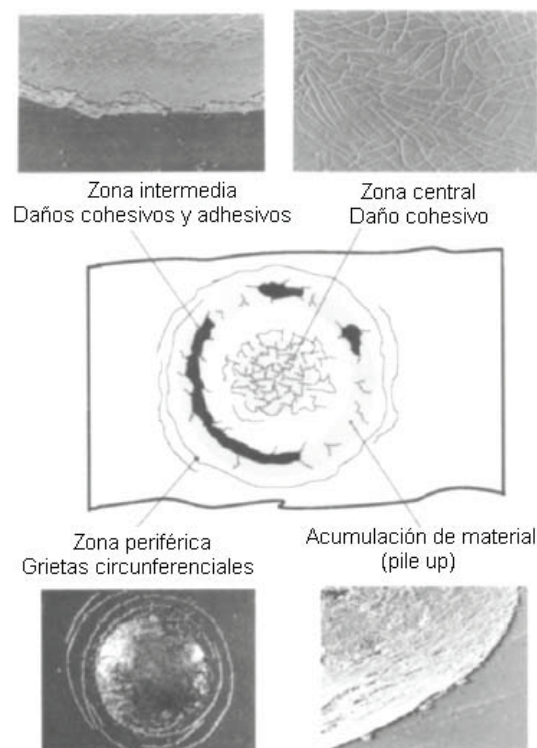 Zona intermedia
Daños cohesivos y adhesivos
Zona central
Daño cohesivo
Zona periférica
Grietas circunferenciales
Acumulación de material
(pile up)